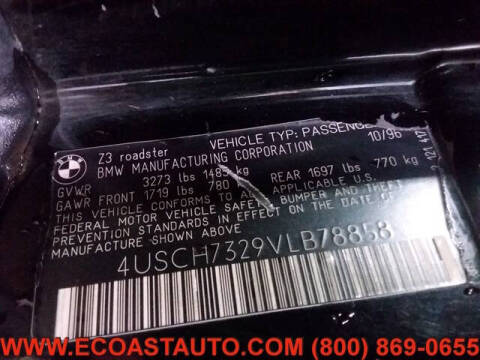 BMW
Z3 roadster
VEHICLE TYP: PASSENGE
BMW MANUFACTURING CORPORATION 10/96
GVWR 3273 lbs 1485 kg
GAWR FRONT 1719 lbs 780 REAR 1697 lbs 770 kg
THIS VEHICLE CONFORMS TO ALL APPLICABLE
FEDERAL MOTOR VEHICLE SAFETY, BUMPER AND THEFT
PREVENTION STANDARDS IN EFFECT ON THE DATE OF
MANUFACTURE SHOWN ABOVE
4USCH7329VLB78858
WWW.ECOASTAUTO.COM (800) 869-0655